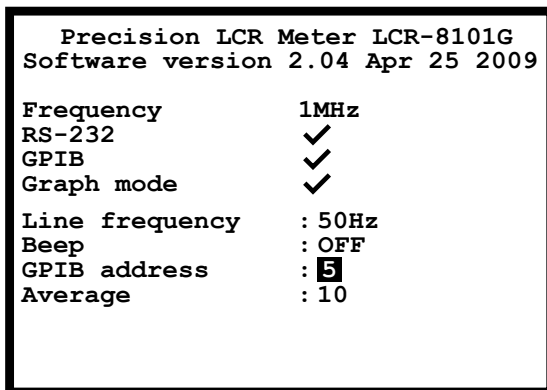 Precision LCR Meter LCR-8101G
Software version 2.04 Apr 25 2009
Frequency 1MHz
RS-232 ✓
GPIB ✓
Graph mode ✓
Line frequency : 50Hz
Beep : OFF
GPIB address : 5
Average : 10